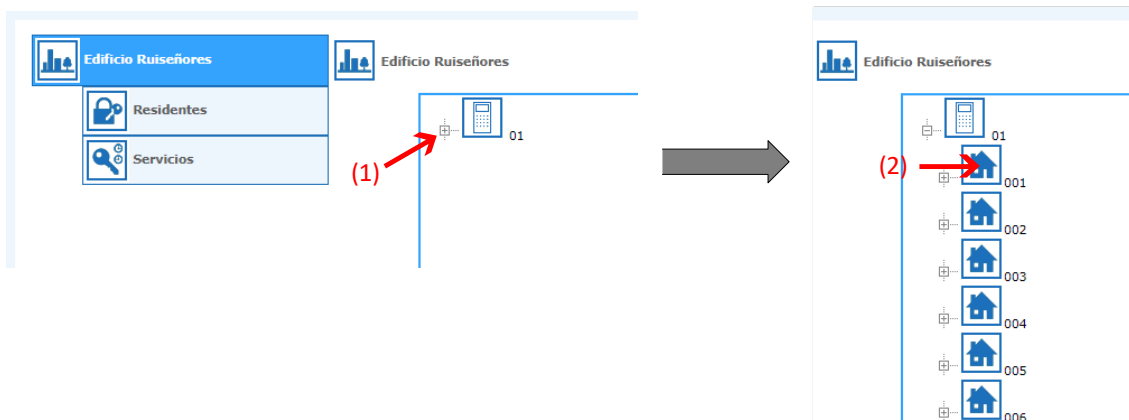 Edificio Ruiseñores
Residentes
Servicios
Edificio Ruiseñores
01
(1)
Edificio Ruiseñores
01
(2)
001
002
003
004
005
006